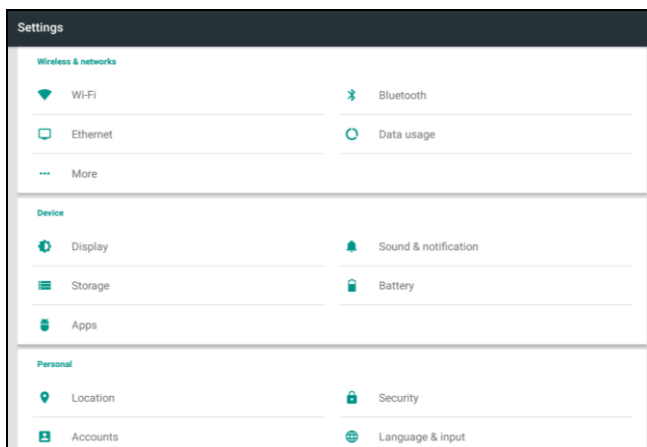 Settings
Wireless & networks
Wi-Fi
Bluetooth
Ethernet
Data usage
More
Device
Display
Sound & notification
Storage
Battery
Apps
Personal
Location
Security
Accounts
Language & input